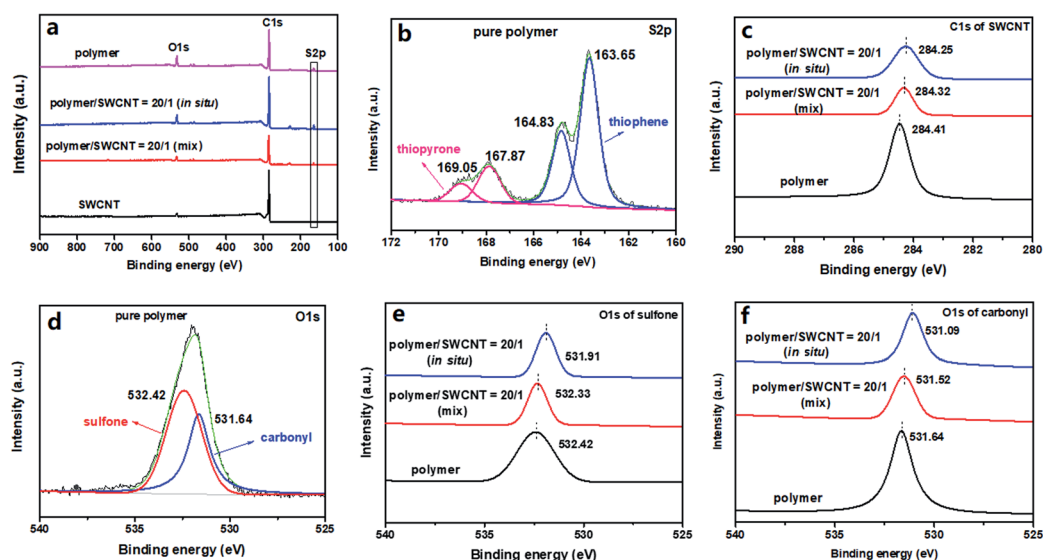 a
C1s
O1s
S2p
polymer
polymer/SWCNT = 20/1 (in situ)
polymer/SWCNT = 20/1 (mix)
SWCNT
Intensity (a.u.)
900 800 700 600 500 400 300 200 100
Binding energy (eV)
b
pure polymer
S2p
163.65
164.83
thiophene
thiopyrone
169.05
167.87
Intensity (a.u.)
172 170 168 166 164 162 160
Binding energy (eV)
c
C1s of SWCNT
polymer/SWCNT = 20/1
(in situ)
284.25
polymer/SWCNT = 20/1
(mix)
284.32
284.41
polymer
Intensity (a.u.)
290 288 286 284 282 280
Binding energy (eV)
d
pure polymer
O1s
532.42
531.64
sulfone
carbonyl
Intensity (a.u.)
540 535 530 525
Binding energy (eV)
e
O1s of sulfone
polymer/SWCNT = 20/1
(in situ)
531.91
polymer/SWCNT = 20/1
(mix)
532.33
532.42
polymer
Intensity (a.u.)
540 535 530 525
Binding energy (eV)
f
O1s of carbonyl
polymer/SWCNT = 20/1
(in situ)
531.09
polymer/SWCNT = 20/1
(mix)
531.52
531.64
polymer
Intensity (a.u.)
540 535 530 525
Binding energy (eV)